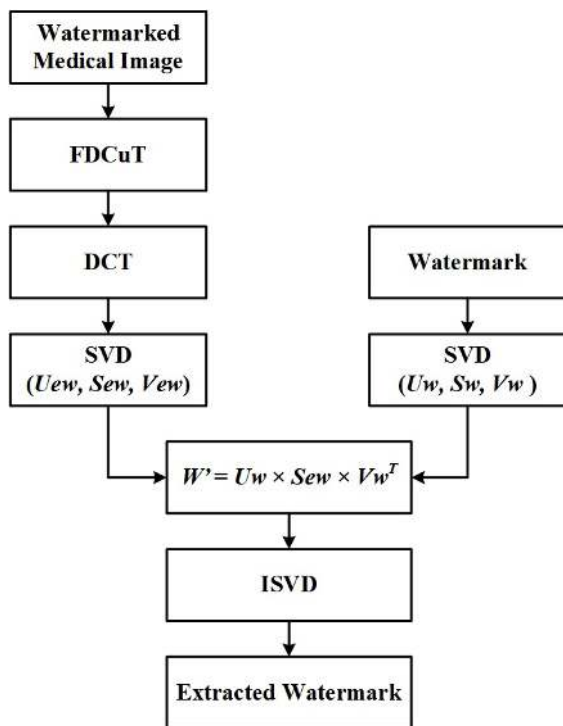 Watermarked
Medical Image
FDCuT
DCT
Watermark
SVD
(Uew, Sew, Vew)
SVD
(Uw, Sw, Vw )
W’ = Uw × Sew × Vwᵀ
ISVD
Extracted Watermark